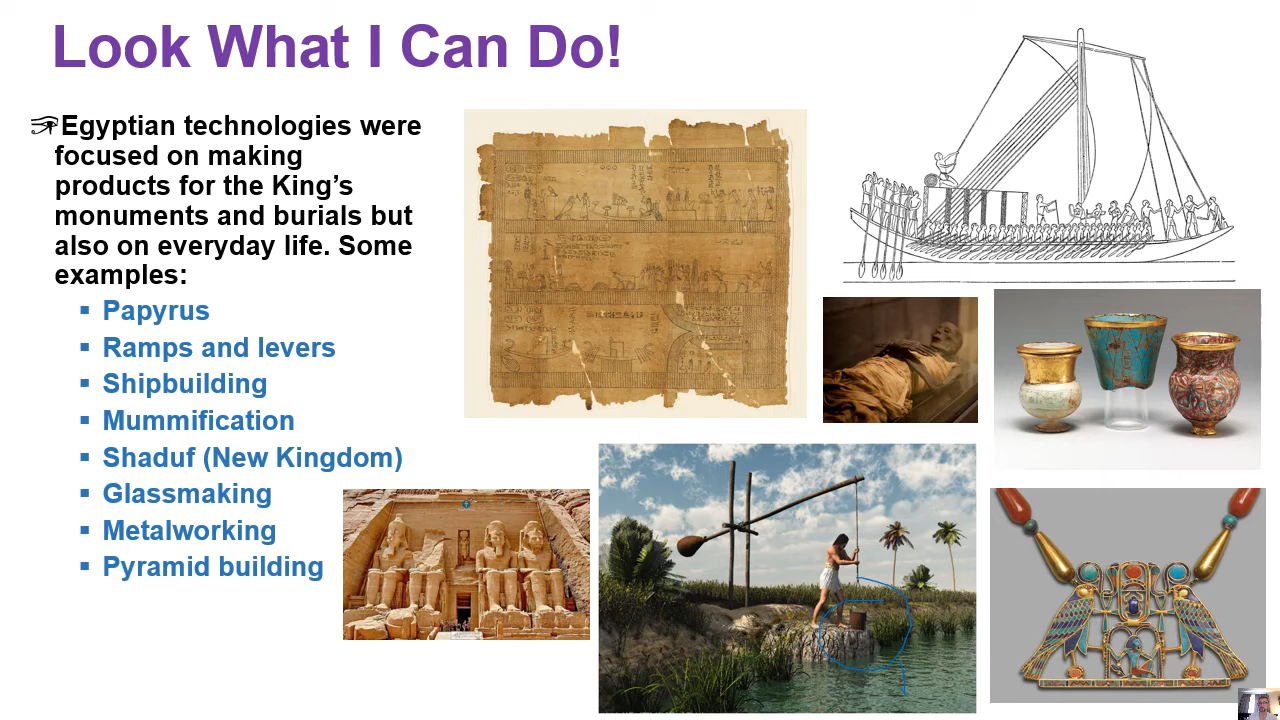 Look What I Can Do!
Egyptian technologies were
focused on making
products for the King’s
monuments and burials but
also on everyday life. Some
examples:
▪ Papyrus
▪ Ramps and levers
▪ Shipbuilding
▪ Mummification
▪ Shaduf (New Kingdom)
▪ Glassmaking
▪ Metalworking
▪ Pyramid building